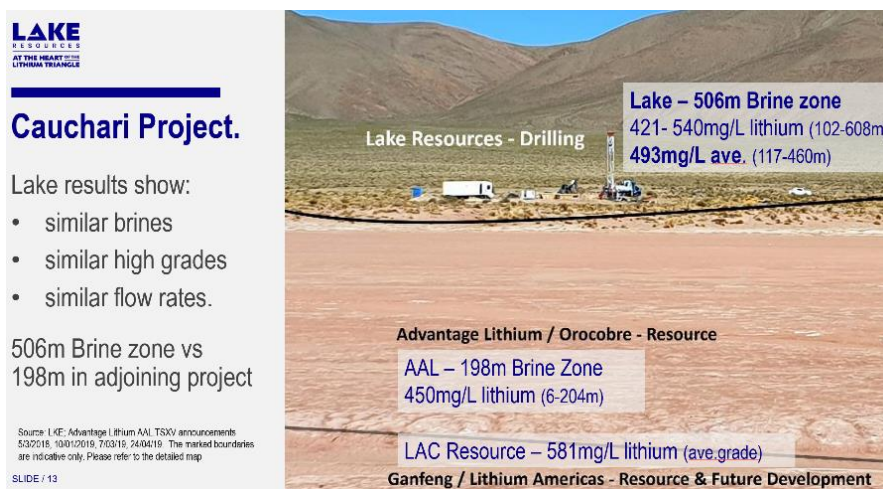 LAKE
RESOURCES
AT THE HEART OF THE
LITHIUM TRIANGLE
Cauchari Project.
Lake results show:
• similar brines
• similar high grades
• similar flow rates.
506m Brine zone vs
198m in adjoining project
Source: LKE; Advantage Lithium AAL TSXV announcements
5/3/2018, 10/01/2019, 7/03/19, 24/04/19. The marked boundaries
are indicative only. Please refer to the detailed map
SLIDE / 13
Lake Resources - Drilling
Lake – 506m Brine zone
421- 540mg/L lithium (102-608m
493mg/L ave. (117-460m)
Advantage Lithium / Orocobre - Resource
AAL – 198m Brine Zone
450mg/L lithium (6-204m)
LAC Resource – 581mg/L lithium (ave.grade)
Ganfeng / Lithium Americas - Resource & Future Development